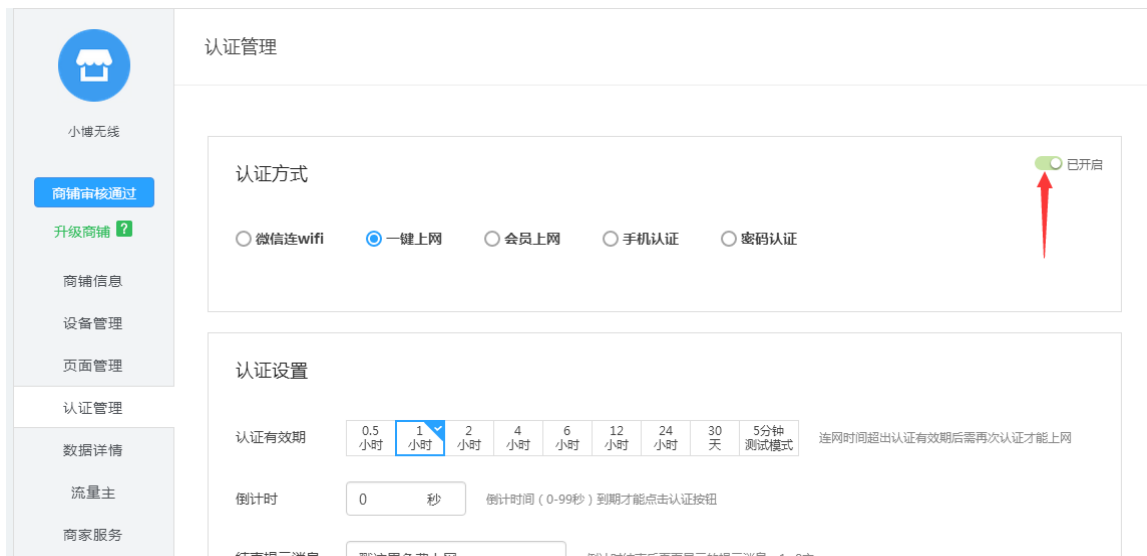 认证管理
小博无线
商铺审核通过
升级商铺 ?
商铺信息
设备管理
页面管理
认证管理
数据详情
流量主
商家服务
认证方式
已开启
微信连wifi 一键上网 会员上网 手机认证 密码认证
认证设置
认证有效期
0.5
小时
1
小时
2
小时
4
小时
6
小时
12
小时
24
小时
30
天
5分钟
测试模式
连网时间超出认证有效期后需再次认证才能上网
倒计时
0 秒
倒计时间(0-99秒)到期才能点击认证按钮